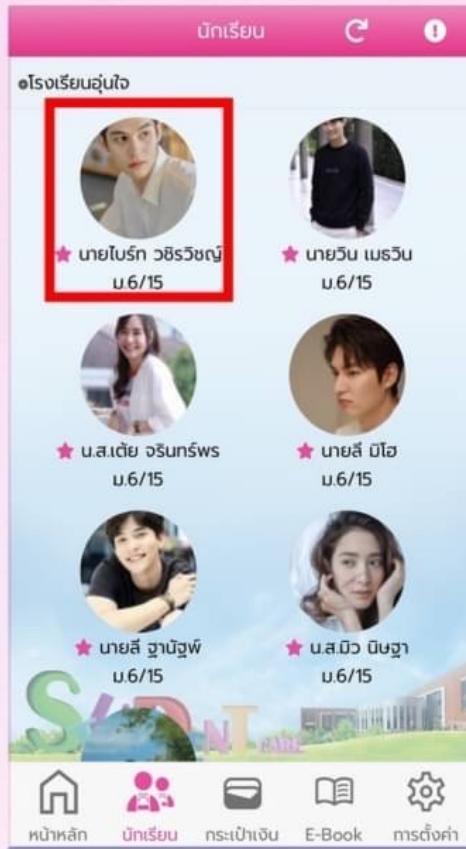 นักเรียน
โรงเรียนอุ่นใจ
นายไบร์ท วชิรวิชญ์ นายวิน เมธวิน
ม.6/15 ม.6/15
น.ส.เต้ย จรินทร์พร นายลี มิโฮ
ม.6/15 ม.6/15
นายลี ฐานัฐพ์ น.ส.มิว นิษฐา
ม.6/15 ม.6/15
หน้าหลัก นักเรียน กระเป๋าเงิน E-Book การตั้งค่า